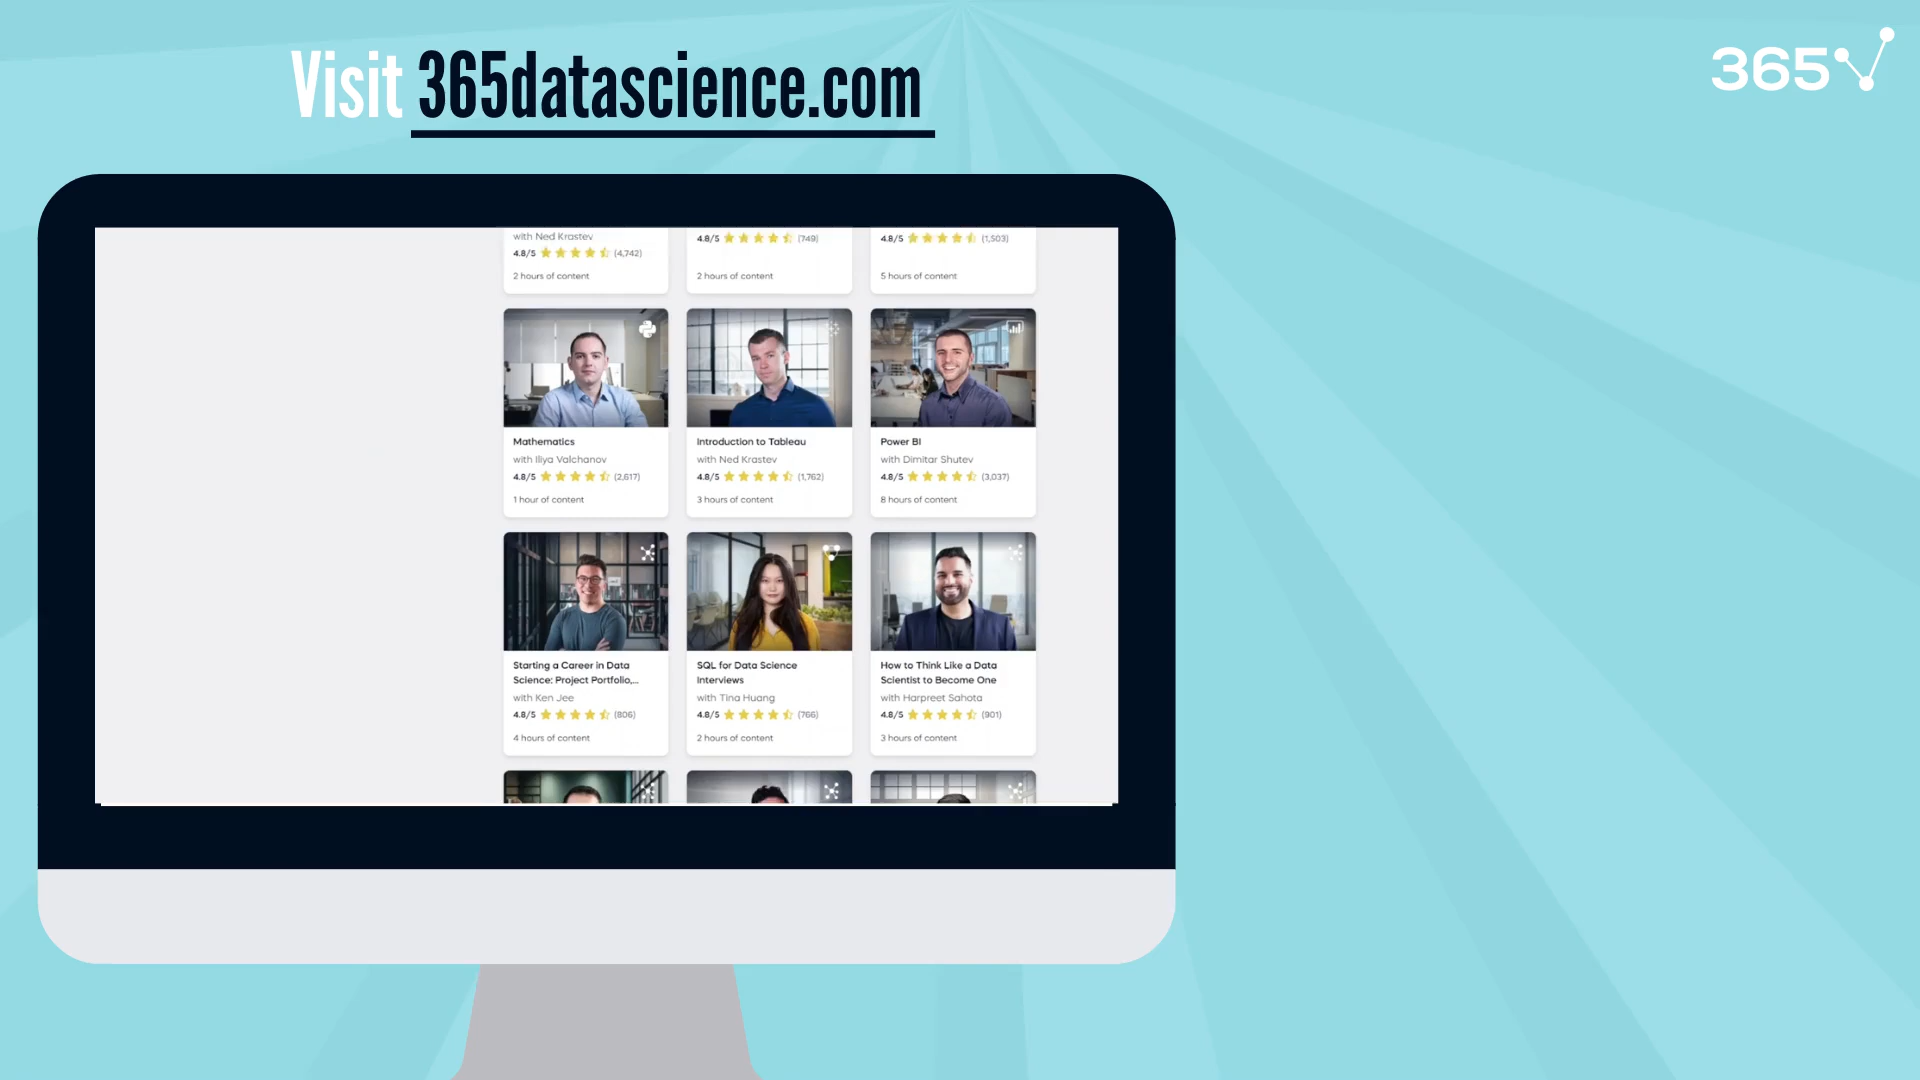 Visit 365datascience.com
365
with Ned Krastev
4.8/5 (4,742)
2 hours of content
4.8/5 (749)
2 hours of content
4.8/5 (1,503)
5 hours of content
Mathematics
with Iliya Valchanov
4.8/5 (2,617)
1 hour of content
Introduction to Tableau
with Ned Krastev
4.8/5 (1,762)
3 hours of content
Power BI
with Dimitar Shutev
4.8/5 (3,037)
8 hours of content
Starting a Career in Data
Science: Project Portfolio,...
with Ken Jee
4.8/5 (806)
4 hours of content
SQL for Data Science
Interviews
with Tina Huang
4.8/5 (766)
2 hours of content
How to Think Like a Data
Scientist to Become One
with Harpreet Sahota
4.8/5 (901)
3 hours of content